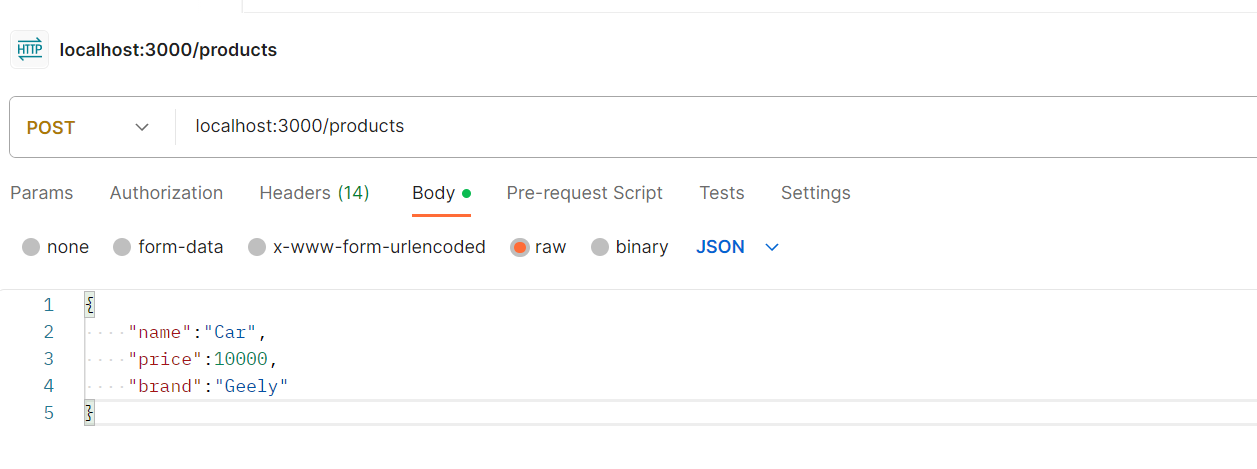 HTTP localhost:3000/products
POST localhost:3000/products
Params Authorization Headers (14) Body Pre-request Script Tests Settings
none form-data x-www-form-urlencoded raw binary JSON
1 {
2 "name":"Car",
3 "price":10000,
4 "brand":"Geely"
5 }